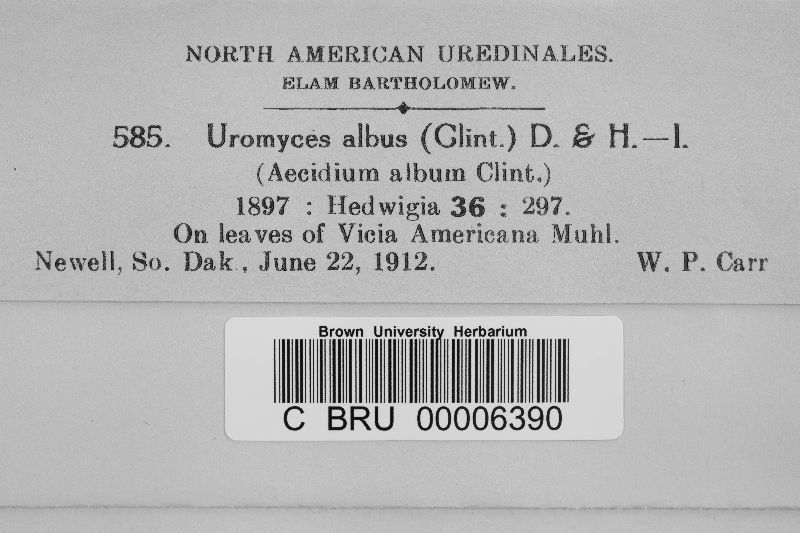 NORTH AMERICAN UREDINALES.
ELAM BARTHOLOMEW.
585. Uromyces albus (Clint.) D. & H.—I.
(Aecidium album Clint.)
1897 : Hedwigia 36 : 297.
On leaves of Vicia Americana Muhl.
Newell, So. Dak., June 22, 1912. W. P. Carr
Brown University Herbarium
C BRU 00006390